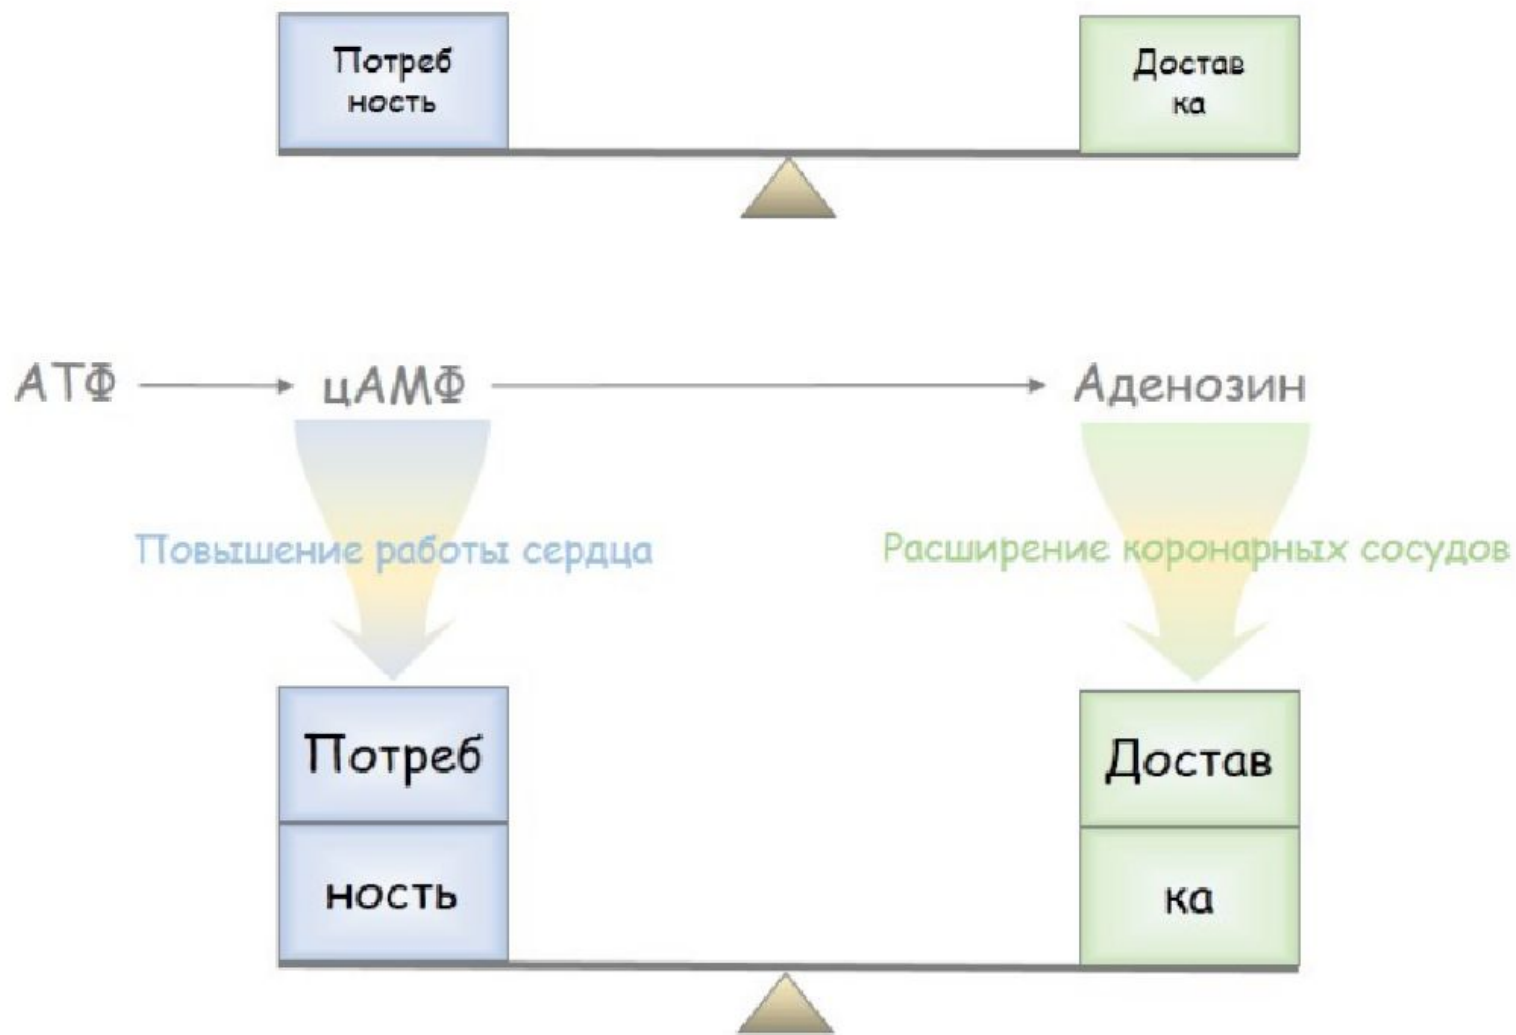 Потреб
ность
Достав
ка
АТФ
цАМФ
Аденозин
Повышение работы сердца
Расширение коронарных сосудов
Потреб
ность
Достав
ка